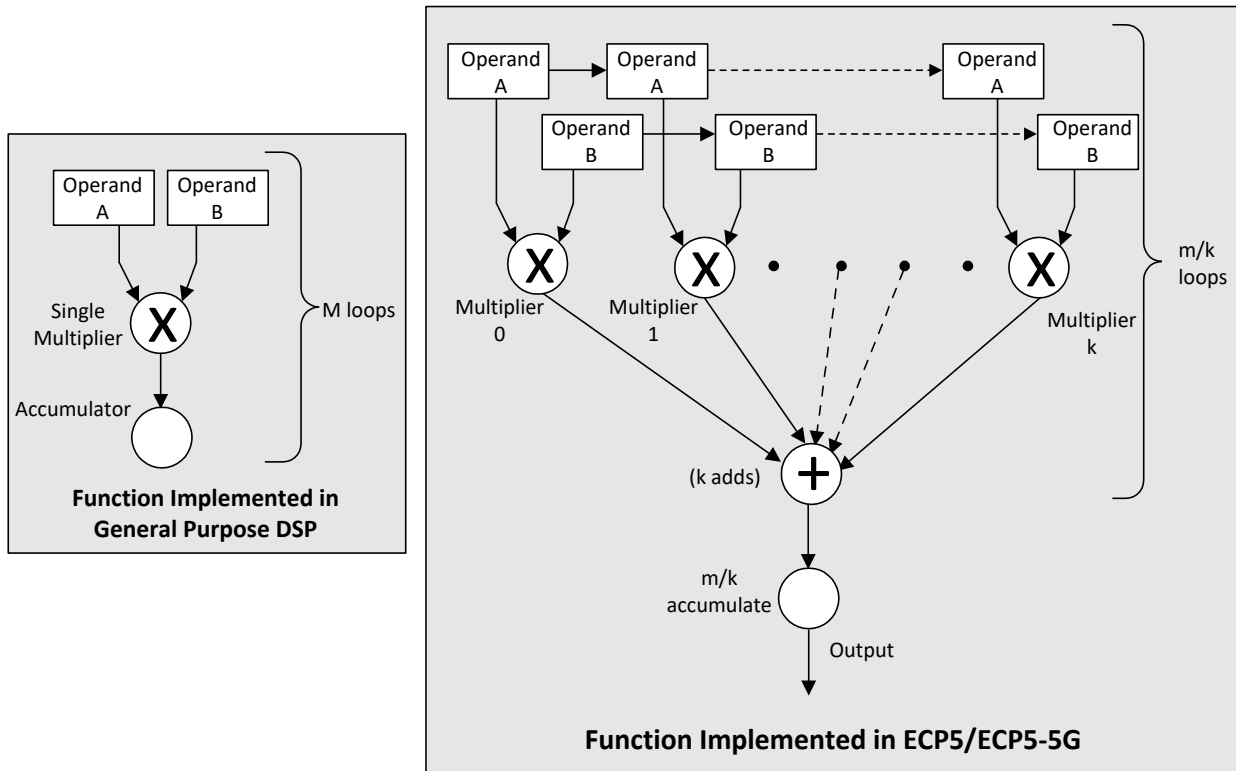 Operand
A
Operand
B
Single
Multiplier
X
Accumulator
M loops
Function Implemented in
General Purpose DSP
Operand
A
Operand
A
Operand
A
Operand
B
Operand
B
Operand
B
X
X
X
Multiplier
0
Multiplier
1
Multiplier
k
m/k
loops
(k adds)
+
m/k
accumulate
Output
Function Implemented in ECP5/ECP5-5G